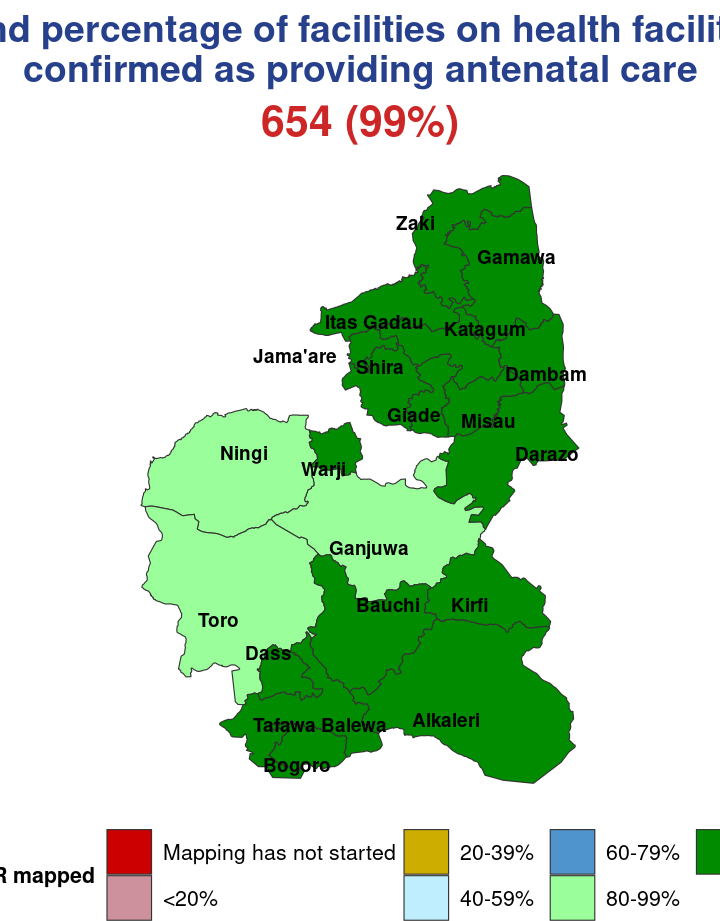 percentage of facilities on health
confirmed as providing antenatal care
654 (99%)
Zaki
Gamawa
Itas Gadau
Katagum
Jama'are
Shira
Dambam
Giade
Misau
Ningi
Darazo
Warji
Ganjuwa
Bauchi
Kirfi
Toro
Dass
Alkaleri
Tafawa Balewa
Bogoro
Mapping has not started
20-39%
60-79%
mapped
<20%
40-59%
80-99%